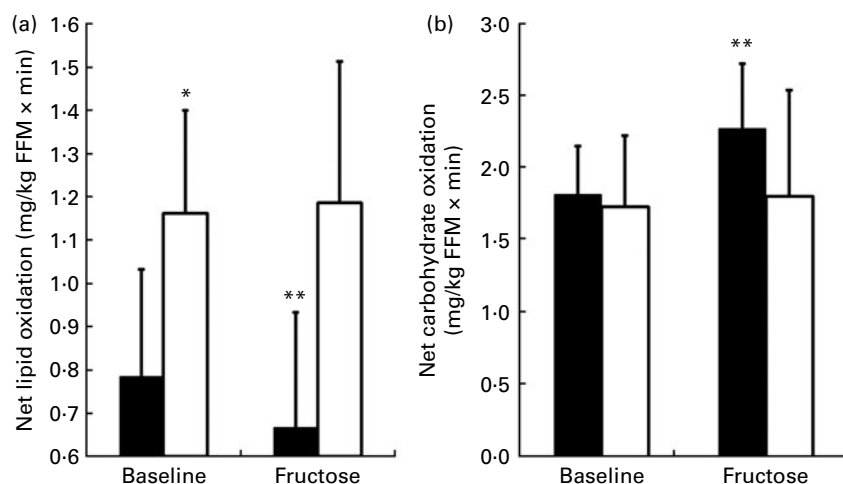 (a)
Net lipid oxidation (mg/kg FFM × min)
1·6
1·5
1·4
1·3
1·2
1·1
1·0
0·9
0·8
0·7
0·6
*
**
Baseline
Fructose
(b)
Net carbohydrate oxidation
(mg/kg FFM × min)
3·0
2·5
2·0
1·5
1·0
0·5
0·0
**
Baseline
Fructose